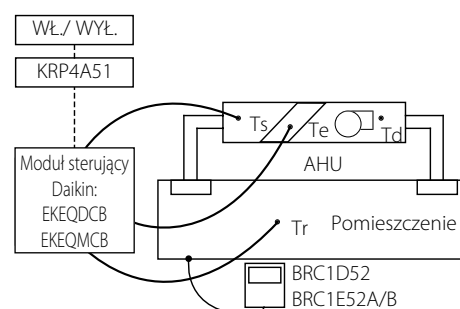 WŁ./ WYŁ.
KRP4A51
Ts
Te
Td
Moduł sterujący
Daikin:
EKEQDCB
EKEQMCB
AHU
Tr
Pomieszczenie
BRC1D52
BRC1E52A/B